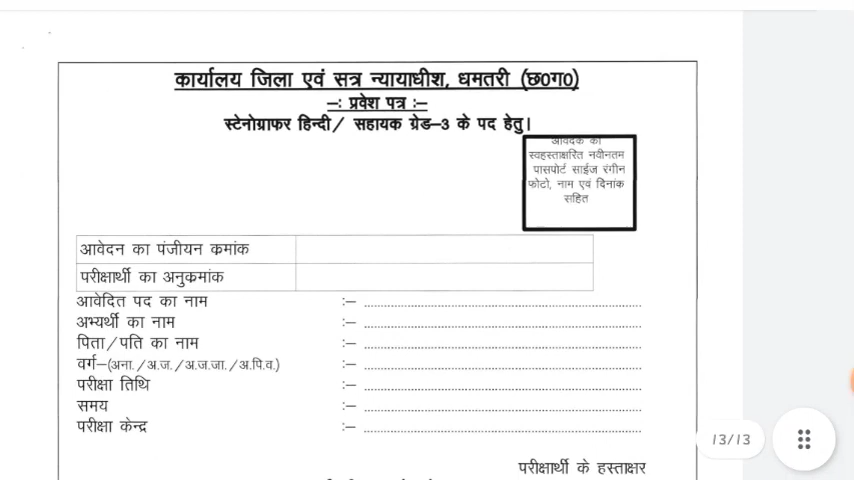 कार्यालय जिला एवं सत्र न्यायाधीश, धमतरी (छ0ग0)
–: प्रवेश पत्र :–
स्टेनोग्राफर हिन्दी / सहायक ग्रेड–3 के पद हेतु।
आवेदक का
स्वहस्ताक्षरित नवीनतम
पासपोर्ट साईज रंगीन
फोटो, नाम एवं दिनांक
सहित
आवेदन का पंजीयन कमांक
परीक्षार्थी का अनुकमांक
आवेदित पद का नाम :– ............................................................
अभ्यर्थी का नाम :– ............................................................
पिता/पति का नाम :– ............................................................
वर्ग–(अना./अ.ज./अ.ज.जा./अ.पि.व.) :– ............................................................
परीक्षा तिथि :– ............................................................
समय :– ............................................................
परीक्षा केन्द्र :– ............................................................
13/13
परीक्षार्थी के हस्ताक्षर